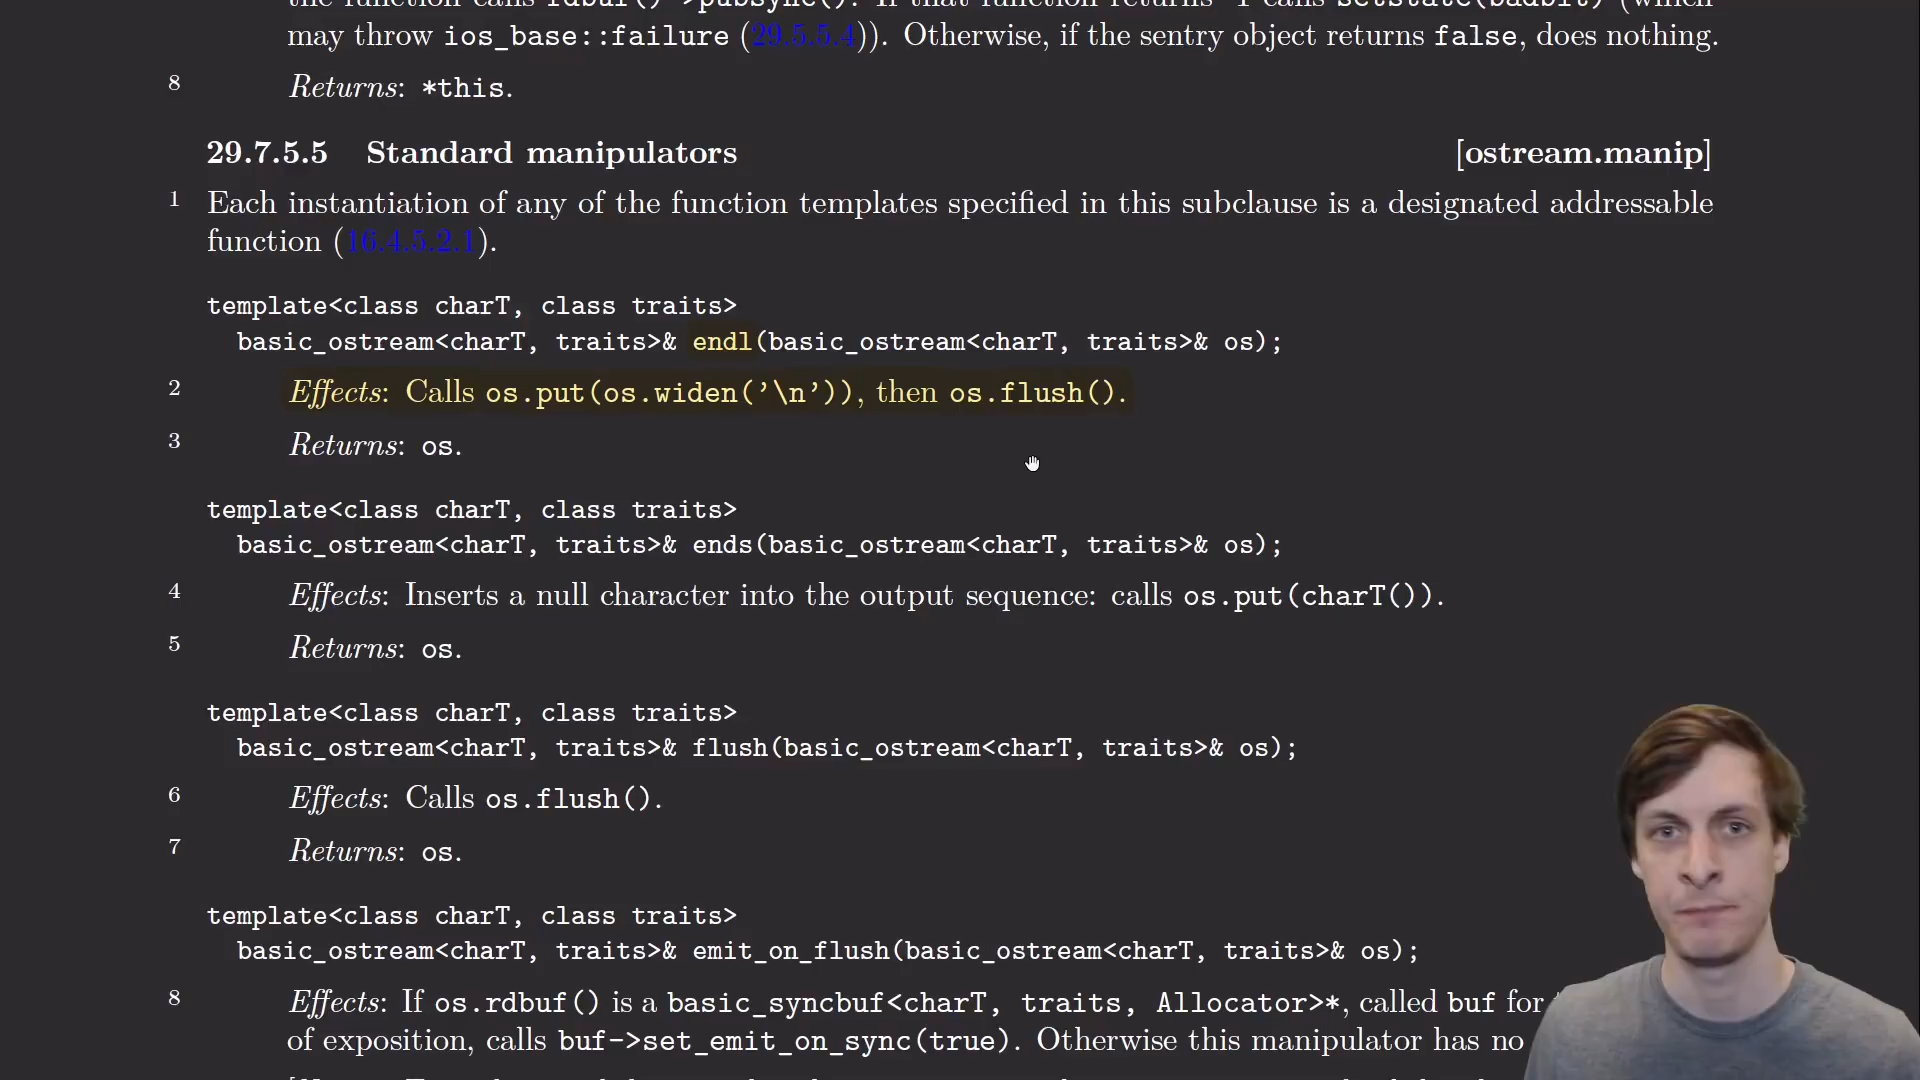 may throw ios_base::failure (29.5.5.4)). Otherwise, if the sentry object returns false, does nothing.
8 Returns: *this.
29.7.5.5 Standard manipulators [ostream.manip]
1 Each instantiation of any of the function templates specified in this subclause is a designated addressable
function (16.4.5.2.1).
template<class charT, class traits>
basic_ostream<charT, traits>& endl(basic_ostream<charT, traits>& os);
2 Effects: Calls os.put(os.widen('\n')), then os.flush().
3 Returns: os.
template<class charT, class traits>
basic_ostream<charT, traits>& ends(basic_ostream<charT, traits>& os);
4 Effects: Inserts a null character into the output sequence: calls os.put(charT()).
5 Returns: os.
template<class charT, class traits>
basic_ostream<charT, traits>& flush(basic_ostream<charT, traits>& os);
6 Effects: Calls os.flush().
7 Returns: os.
template<class charT, class traits>
basic_ostream<charT, traits>& emit_on_flush(basic_ostream<charT, traits>& os);
8 Effects: If os.rdbuf() is a basic_syncbuf<charT, traits, Allocator>*, called buf for
of exposition, calls buf->set_emit_on_sync(true). Otherwise this manipulator has no